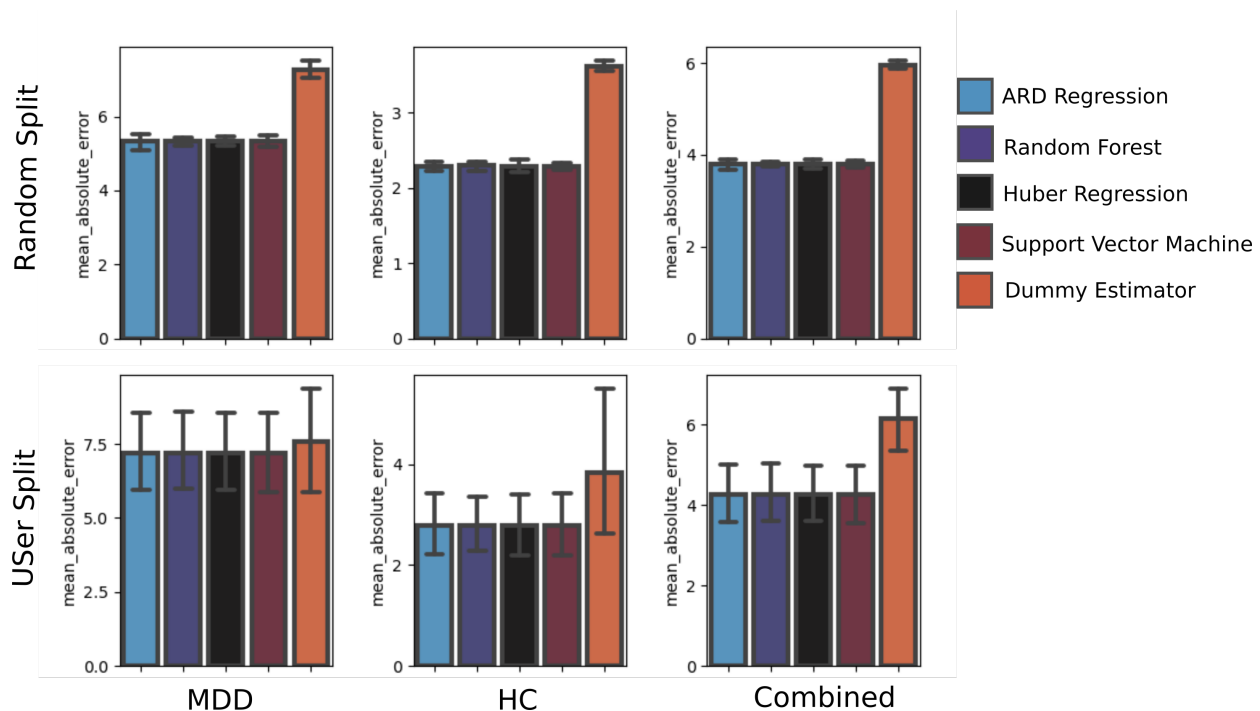 Random Split
mean_absolute_error
6
4
2
0
mean_absolute_error
3
2
1
0
mean_absolute_error
6
4
2
0
ARD Regression
Random Forest
Huber Regression
Support Vector Machine
Dummy Estimator
USer Split
mean_absolute_error
7.5
5.0
2.5
0.0
mean_absolute_error
4
2
0
mean_absolute_error
6
4
2
0
MDD
HC
Combined